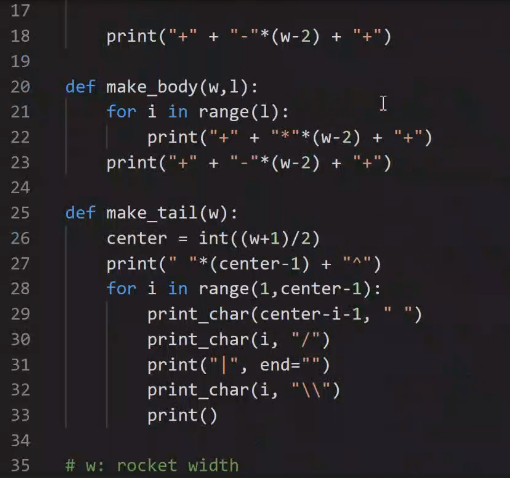 17
18 print("+" + "-"*(w-2) + "+")
19
20 def make_body(w,l):
21 for i in range(l):
22 print("+" + "*"*(w-2) + "+")
23 print("+" + "-"*(w-2) + "+")
24
25 def make_tail(w):
26 center = int((w+1)/2)
27 print(" "*(center-1) + "^")
28 for i in range(1,center-1):
29 print_char(center-i-1, " ")
30 print_char(i, "/")
31 print("|", end="")
32 print_char(i, "\\")
33 print()
34
35 # w: rocket width